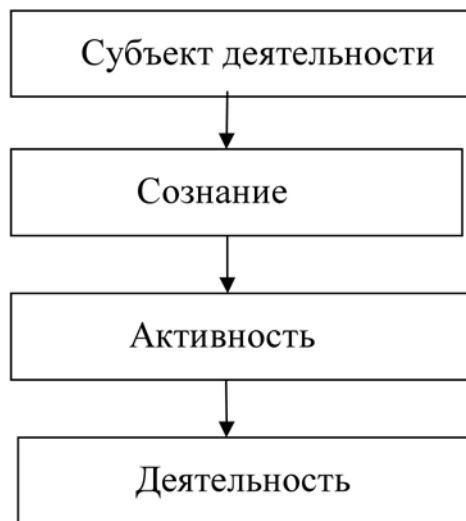 Субъект деятельности
Сознание
Активность
Деятельность